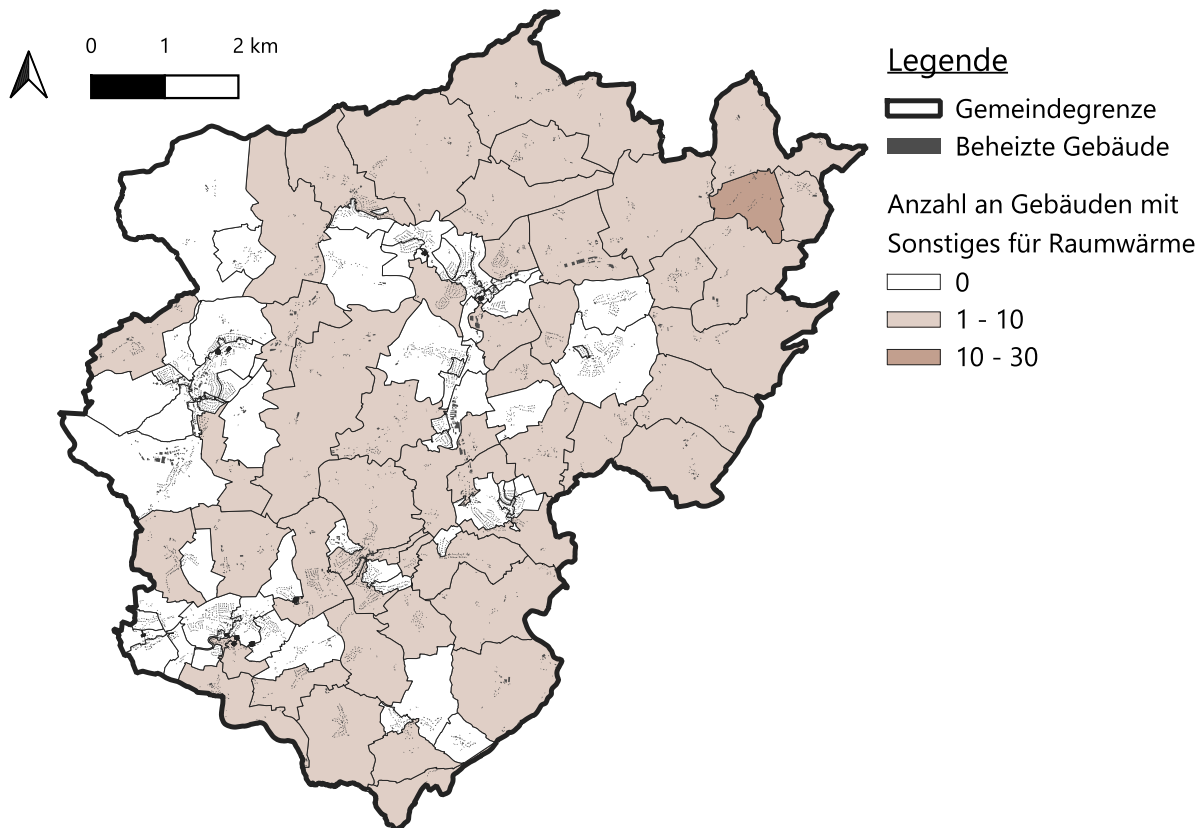 0 1 2 km
Legende
Gemeindegrenze
Beheizte Gebäude
Anzahl an Gebäuden mit
Sonstiges für Raumwärme
0
1 - 10
10 - 30